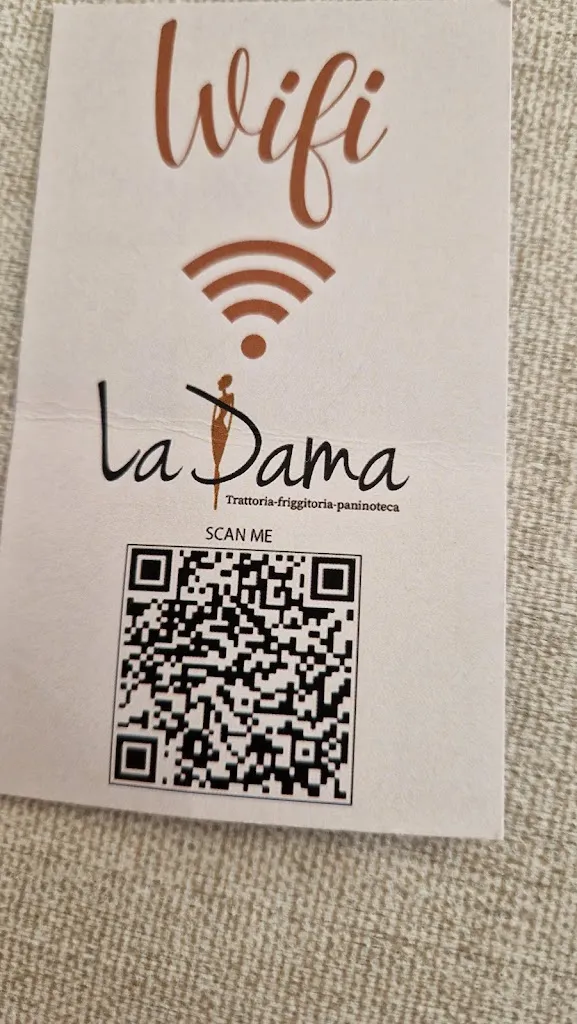 Wifi
La Dama
Trattoria-friggitoria-paninoteca
SCAN ME